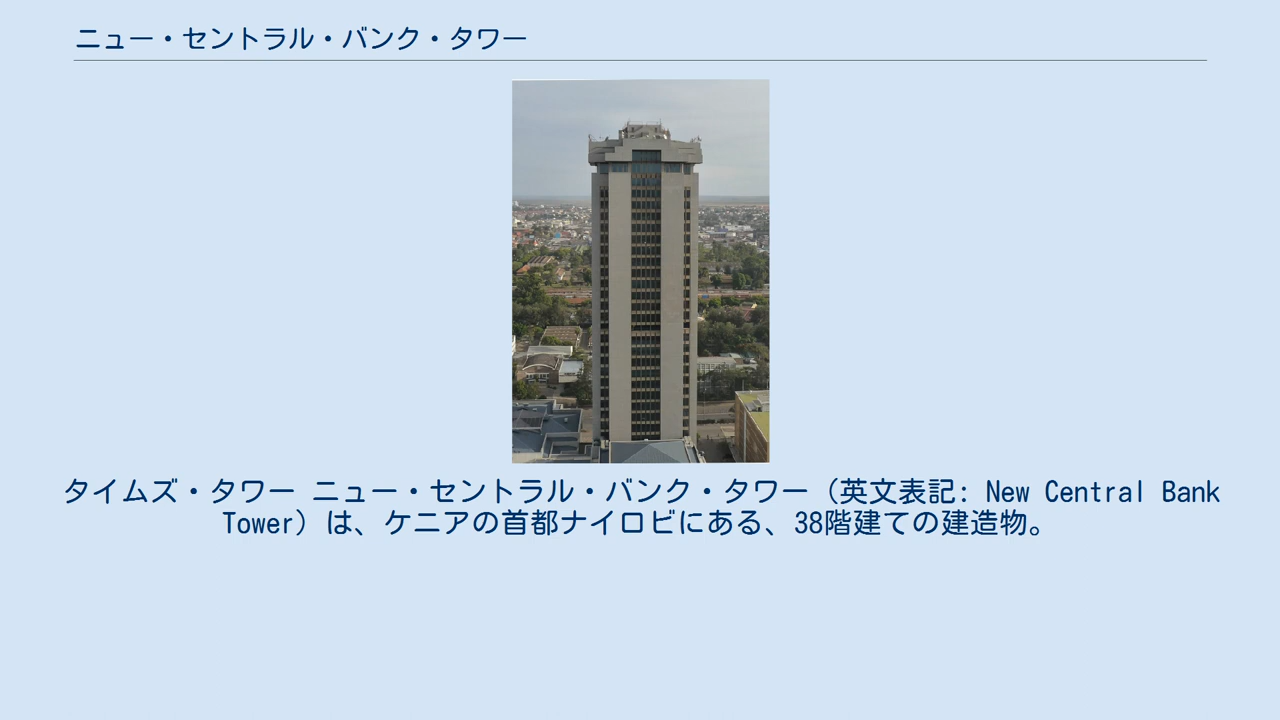 ニュー・セントラル・バンク・タワー
タイムズ・タワー ニュー・セントラル・バンク・タワー（英文表記: New Central Bank
Tower）は、ケニアの首都ナイロビにある、38階建ての建造物。